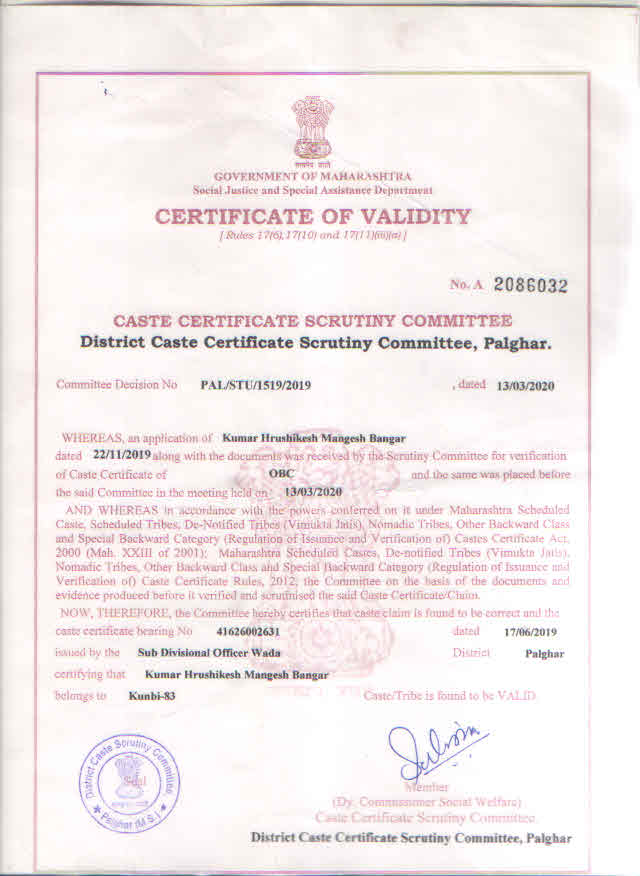 सत्यमेव जयते
GOVERNMENT OF MAHARASHTRA
Social Justice and Special Assistance Department
CERTIFICATE OF VALIDITY
[ Rules 17(6),17(10) and 17(11)(iii)(a) ]
No. A 2086032
CASTE CERTIFICATE SCRUTINY COMMITTEE
District Caste Certificate Scrutiny Committee, Palghar.
Committee Decision No PAL/STU/1519/2019 , dated 13/03/2020
WHEREAS, an application of Kumar Hrushikesh Mangesh Bangar
dated 22/11/2019 along with the documents was received by the Scrutiny Committee for verification
of Caste Certificate of OBC and the same was placed before
the said Committee in the meeting held on 13/03/2020
AND WHEREAS in accordance with the powers conferred on it under Maharashtra Scheduled
Caste, Scheduled Tribes, De-Notified Tribes (Vimukta Jatis), Nomadic Tribes, Other Backward Class
and Special Backward Category (Regulation of Issuance and Verification of) Castes Certificate Act,
2000 (Mah. XXIII of 2001); Maharashtra Scheduled Castes, De-notified Tribes (Vimukta Jatis),
Nomadic Tribes, Other Backward Class and Special Backward Category (Regulation of Issuance and
Verification of) Caste Certificate Rules, 2012, the Committee on the basis of the documents and
evidence produced before it verified and scrutinised the said Caste Certificate/Claim.
NOW, THEREFORE, the Committee hereby certifies that caste claim is found to be correct and the
caste certificate bearing No 41626002631 dated 17/06/2019
issued by the Sub Divisional Officer Wada District Palghar
certifying that Kumar Hrushikesh Mangesh Bangar
belongs to Kunbi-83 Caste/Tribe is found to be VALID.
District Caste Scrutiny Committee
Seal
Palghar (M.S.)
Member
(Dy. Commissioner Social Welfare)
Caste Certificate Scrutiny Committee.
District Caste Certificate Scrutiny Committee, Palghar